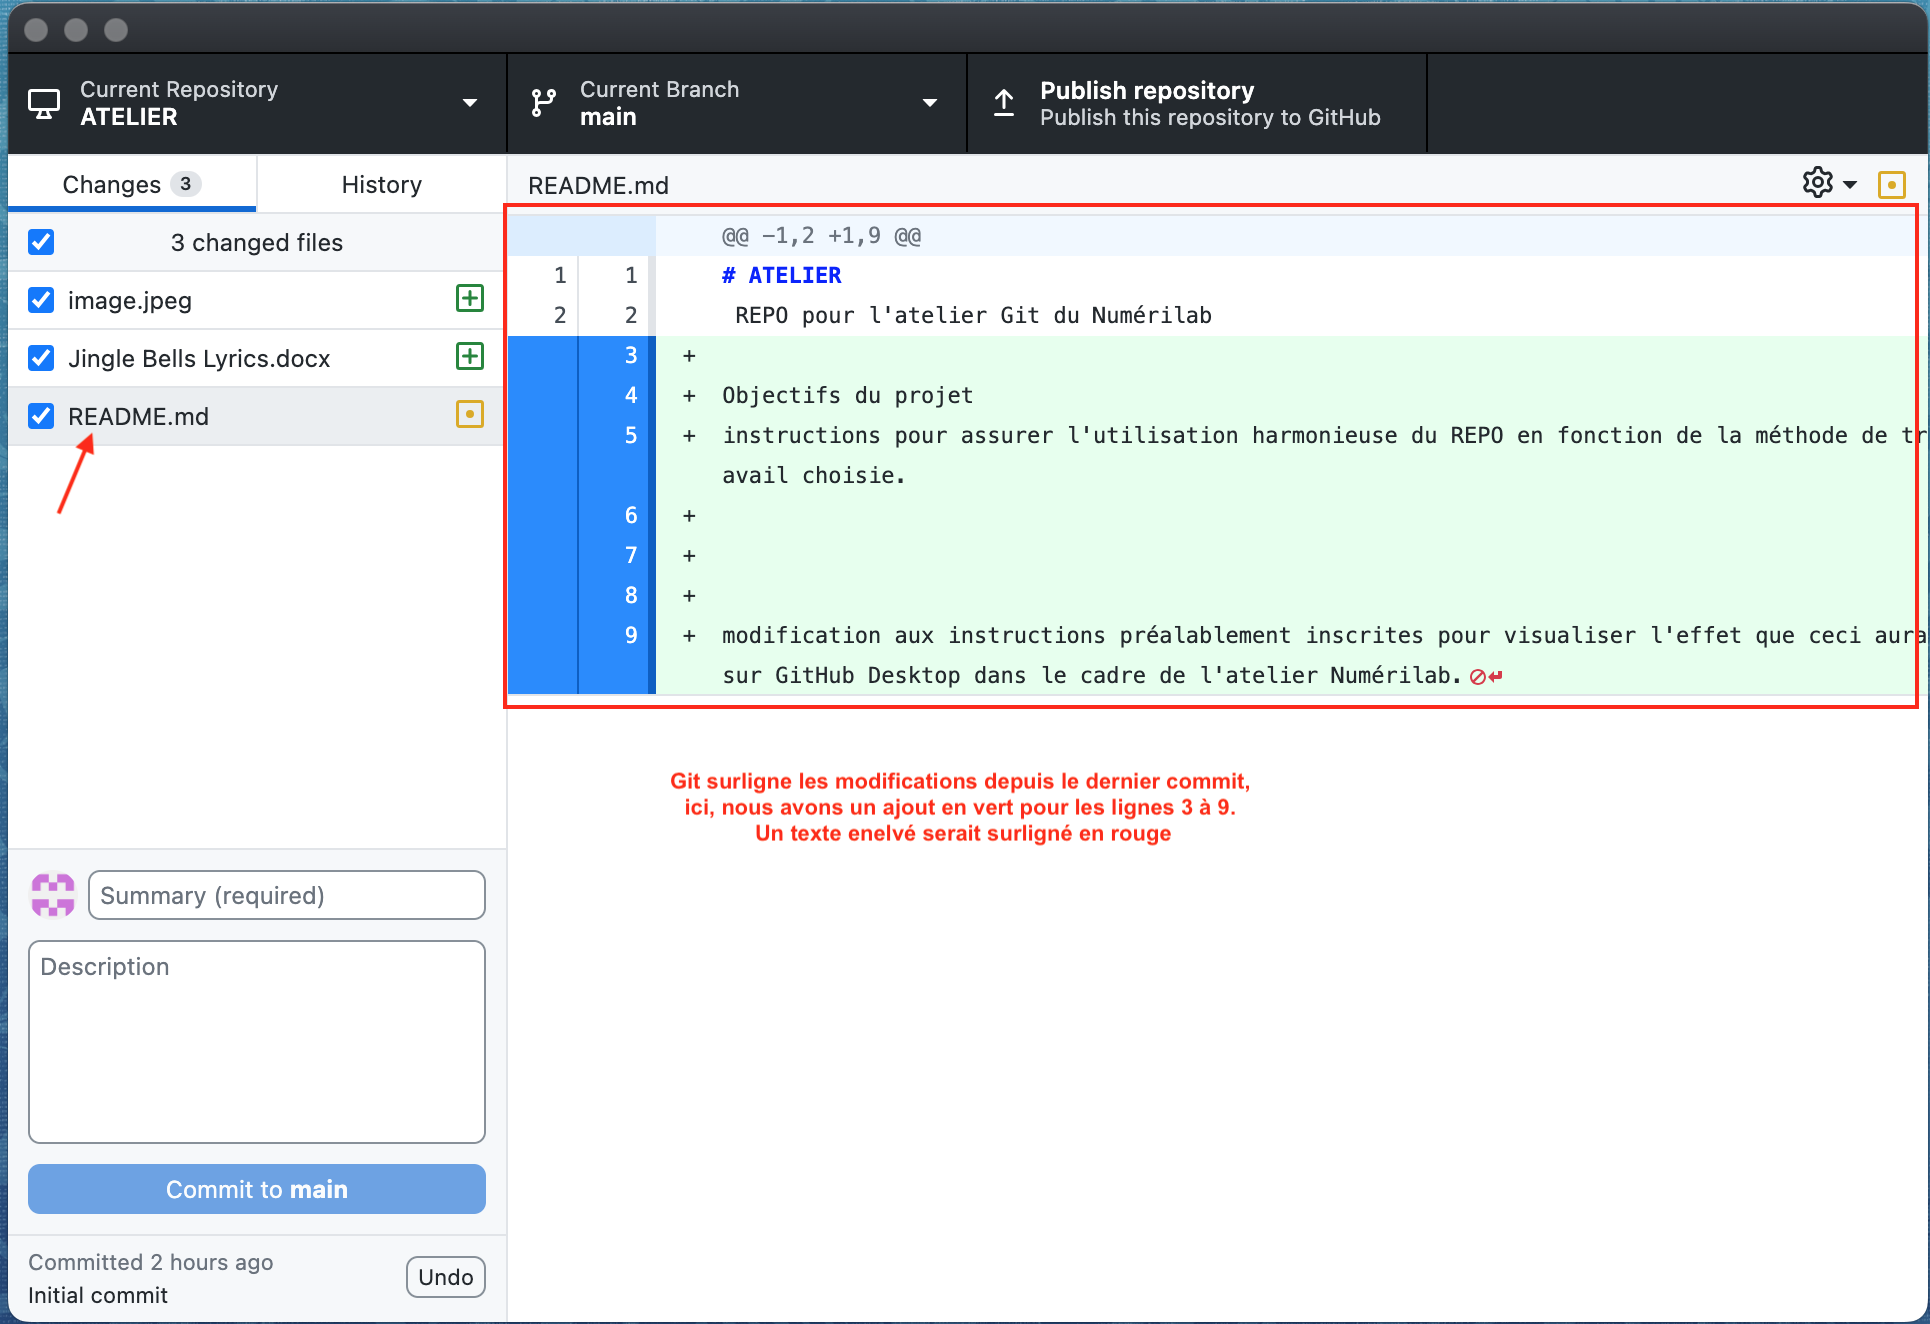 Current Repository
ATELIER
Current Branch
main
Publish repository
Publish this repository to GitHub
Changes 3
History
3 changed files
image.jpeg
Jingle Bells Lyrics.docx
README.md
README.md
@@ -1,2 +1,9 @@
1 1 # ATELIER
2 2 REPO pour l'atelier Git du Numérilab
3 +
4 + Objectifs du projet
5 + instructions pour assurer l'utilisation harmonieuse du REPO en fonction de la méthode de tr
avail choisie.
6 +
7 +
8 +
9 + modification aux instructions préalablement inscrites pour visualiser l'effet que ceci aura
sur GitHub Desktop dans le cadre de l'atelier Numérilab.
Git surligne les modifications depuis le dernier commit,
ici, nous avons un ajout en vert pour les lignes 3 à 9.
Un texte enelvé serait surligné en rouge
Summary (required)
Description
Commit to main
Committed 2 hours ago
Initial commit
Undo